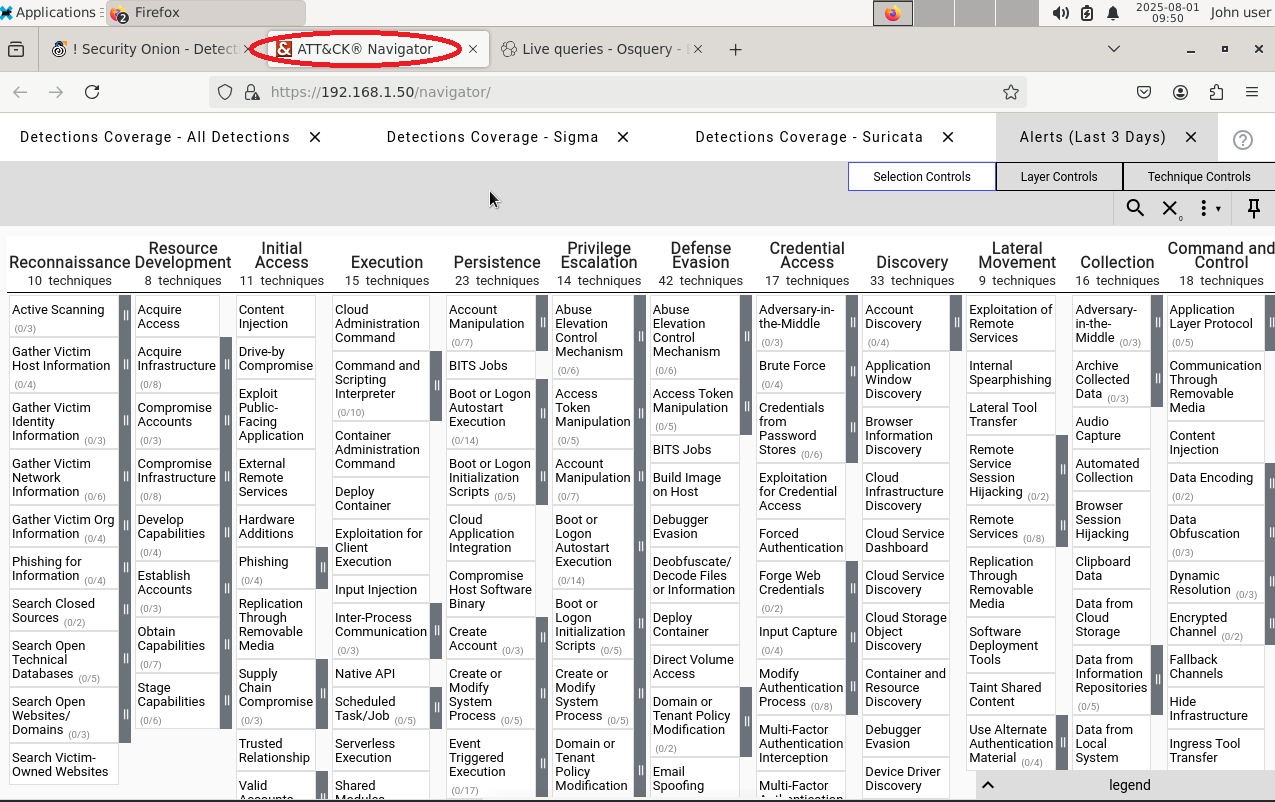 Applications
2
Firefox
2025-08-01
09:50
John user
! Security Onion - Detect
ATT&CK® Navigator
Live queries - Osquery -
https://192.168.1.50/navigator/
Detections Coverage - All Detections
Detections Coverage - Sigma
Detections Coverage - Suricata
Alerts (Last 3 Days)
Selection Controls
Layer Controls
Technique Controls
0
Reconnaissance
10 techniques
Active Scanning
(0/3)
Gather Victim
Host Information
(0/4)
Gather Victim
Identity
Information (0/3)
Gather Victim
Network
Information (0/6)
Gather Victim Org
Information (0/4)
Phishing for
Information (0/4)
Search Closed
Sources (0/2)
Search Open
Technical
Databases (0/5)
Search Open
Websites/
Domains (0/3)
Search Victim-
Owned Websites
Resource
Development
8 techniques
Acquire
Access
Acquire
Infrastructure
(0/8)
Compromise
Accounts
(0/3)
Compromise
Infrastructure
(0/8)
Develop
Capabilities
(0/4)
Establish
Accounts
(0/3)
Obtain
Capabilities
(0/7)
Stage
Capabilities
(0/6)
Initial
Access
11 techniques
Content
Injection
Drive-by
Compromise
Exploit
Public-
Facing
Application
External
Remote
Services
Hardware
Additions
Phishing
(0/4)
Replication
Through
Removable
Media
Supply
Chain
Compromise
(0/3)
Trusted
Relationship
Valid
Accounts
Execution
15 techniques
Cloud
Administration
Command
Command and
Scripting
Interpreter
(0/10)
Container
Administration
Command
Deploy
Container
Exploitation for
Client
Execution
Input Injection
Inter-Process
Communication
(0/3)
Native API
Scheduled
Task/Job (0/5)
Serverless
Execution
Shared
Modules
Persistence
23 techniques
Account
Manipulation
(0/7)
BITS Jobs
Boot or Logon
Autostart
Execution
(0/14)
Boot or Logon
Initialization
Scripts (0/5)
Cloud
Application
Integration
Compromise
Host Software
Binary
Create
Account (0/3)
Create or
Modify
System
Process (0/5)
Event
Triggered
Execution
(0/17)
Privilege
Escalation
14 techniques
Abuse
Elevation
Control
Mechanism
(0/6)
Access
Token
Manipulation
(0/5)
Account
Manipulation
(0/7)
Boot or
Logon
Autostart
Execution
(0/14)
Boot or
Logon
Initialization
Scripts (0/5)
Create or
Modify
System
Process (0/5)
Domain or
Tenant
Policy
Modification
Defense
Evasion
42 techniques
Abuse
Elevation
Control
Mechanism
(0/6)
Access Token
Manipulation
(0/5)
BITS Jobs
Build Image
on Host
Debugger
Evasion
Deobfuscate/
Decode Files
or Information
Deploy
Container
Direct Volume
Access
Domain or
Tenant Policy
Modification
(0/2)
Email
Spoofing
Credential
Access
17 techniques
Adversary-in-
the-Middle
(0/3)
Brute Force
(0/4)
Credentials
from
Password
Stores (0/6)
Exploitation
for Credential
Access
Forced
Authentication
Forge Web
Credentials
(0/2)
Input Capture
(0/4)
Modify
Authentication
Process (0/8)
Multi-Factor
Authentication
Interception
Multi-Factor
Authentication
Discovery
33 techniques
Account
Discovery
(0/4)
Application
Window
Discovery
Browser
Information
Discovery
Cloud
Infrastructure
Discovery
Cloud Service
Dashboard
Cloud Service
Discovery
Cloud Storage
Object
Discovery
Container and
Resource
Discovery
Debugger
Evasion
Device Driver
Discovery
Lateral
Movement
9 techniques
Exploitation of
Remote
Services
Internal
Spearphishing
Lateral Tool
Transfer
Remote
Service
Session
Hijacking (0/2)
Remote
Services (0/8)
Replication
Through
Removable
Media
Software
Deployment
Tools
Taint Shared
Content
Use Alternate
Authentication
Material (0/4)
Collection
16 techniques
Adversary-
in-the-
Middle (0/3)
Archive
Collected
Data (0/3)
Audio
Capture
Automated
Collection
Browser
Session
Hijacking
Clipboard
Data
Data from
Cloud
Storage
Data from
Information
Repositories
(0/5)
Data from
Local
System
Command and
Control
18 techniques
Application
Layer Protocol
(0/5)
Communication
Through
Removable
Media
Content
Injection
Data Encoding
(0/2)
Data
Obfuscation
(0/3)
Dynamic
Resolution (0/3)
Encrypted
Channel (0/2)
Fallback
Channels
Hide
Infrastructure
Ingress Tool
Transfer
legend